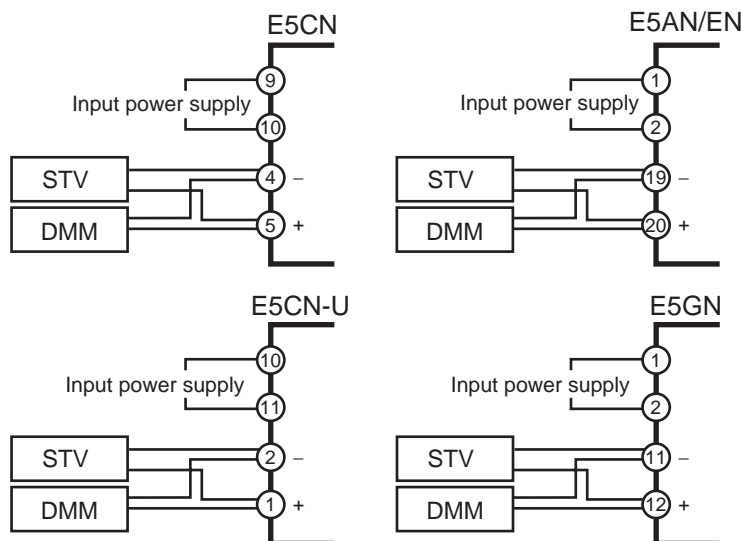 E5CN
9
Input power supply
10
STV
4 −
DMM
5 +
E5AN/EN
1
Input power supply
2
STV
19 −
DMM
20 +
E5CN-U
10
Input power supply
11
STV
2 −
DMM
1 +
E5GN
1
Input power supply
2
STV
11 −
DMM
12 +